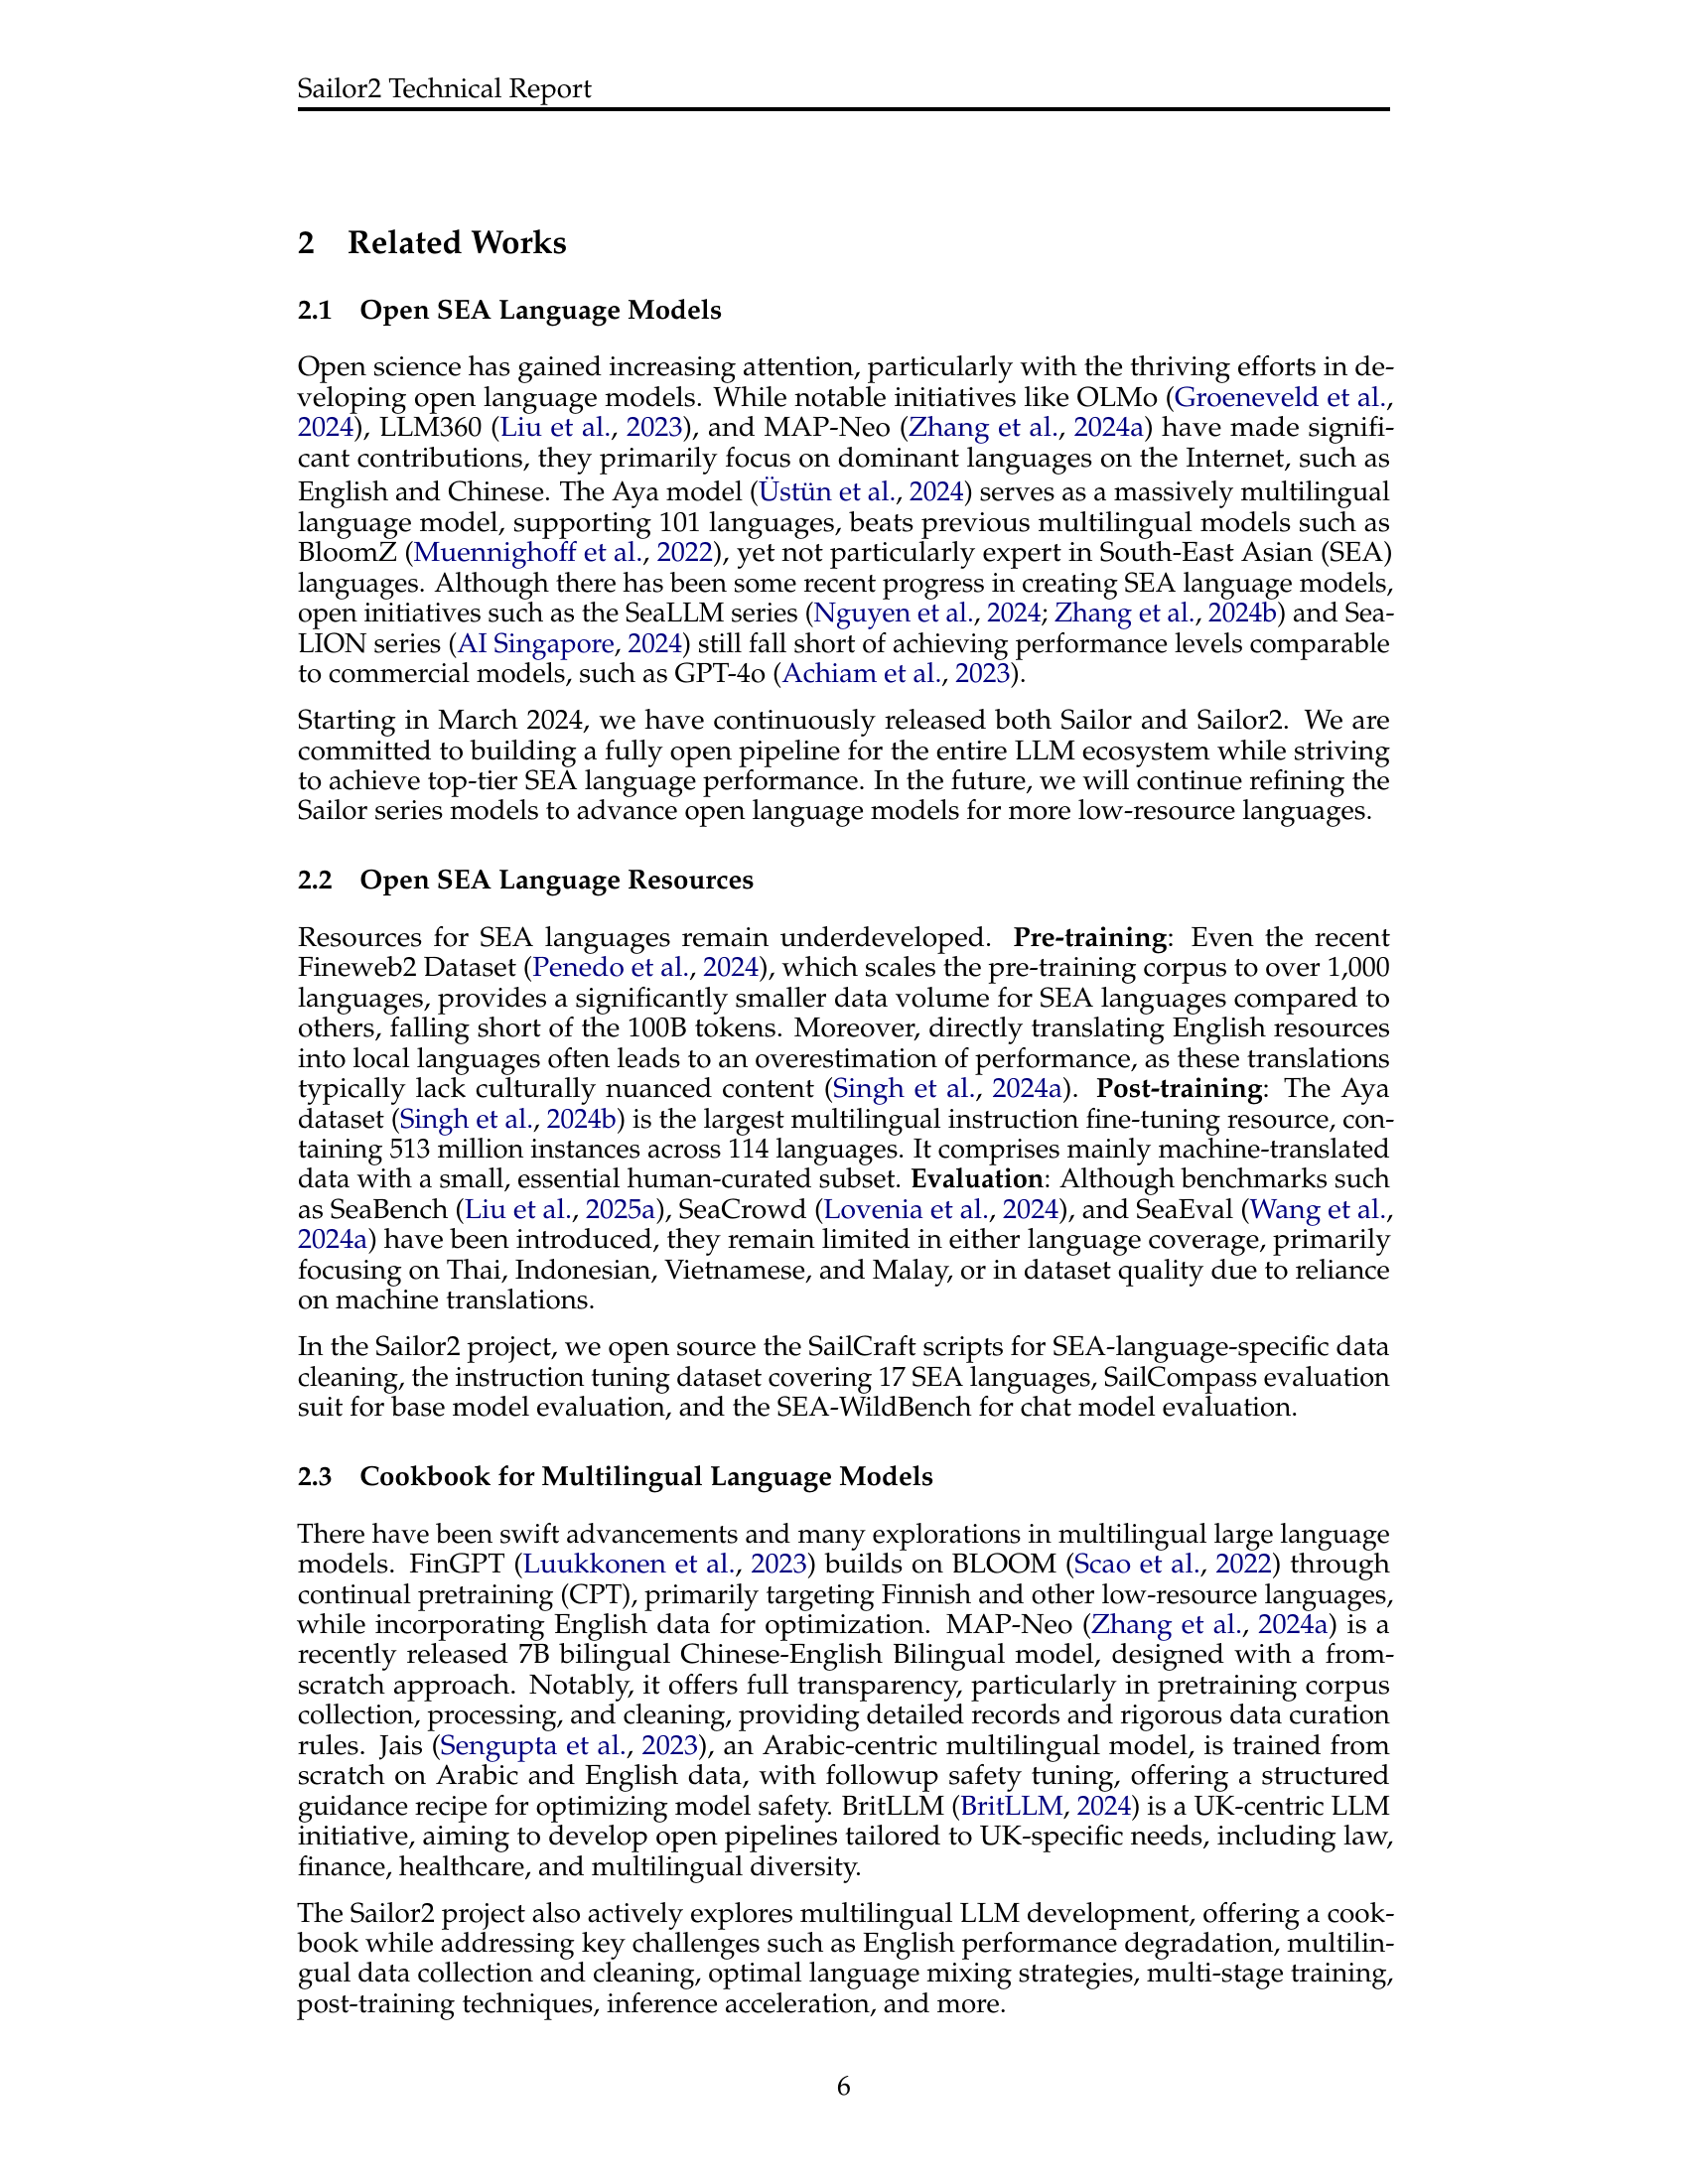 Sailor2 Technical Report
2 Related Works
2.1 Open SEA Language Models
Open science has gained increasing attention, particularly with the thriving efforts in de-
veloping open language models. While notable initiatives like OLMo (Groeneveld et al.,
2024), LLM360 (Liu et al., 2023), and MAP-Neo (Zhang et al., 2024a) have made signifi-
cant contributions, they primarily focus on dominant languages on the Internet, such as
English and Chinese. The Aya model (Üstün et al., 2024) serves as a massively multilingual
language model, supporting 101 languages, beats previous multilingual models such as
BloomZ (Muennighoff et al., 2022), yet not particularly expert in South-East Asian (SEA)
languages. Although there has been some recent progress in creating SEA language models,
open initiatives such as the SeaLLM series (Nguyen et al., 2024; Zhang et al., 2024b) and Sea-
LION series (AI Singapore, 2024) still fall short of achieving performance levels comparable
to commercial models, such as GPT-4o (Achiam et al., 2023).
Starting in March 2024, we have continuously released both Sailor and Sailor2. We are
committed to building a fully open pipeline for the entire LLM ecosystem while striving
to achieve top-tier SEA language performance. In the future, we will continue refining the
Sailor series models to advance open language models for more low-resource languages.
2.2 Open SEA Language Resources
Resources for SEA languages remain underdeveloped. Pre-training: Even the recent
Fineweb2 Dataset (Penedo et al., 2024), which scales the pre-training corpus to over 1,000
languages, provides a significantly smaller data volume for SEA languages compared to
others, falling short of the 100B tokens. Moreover, directly translating English resources
into local languages often leads to an overestimation of performance, as these translations
typically lack culturally nuanced content (Singh et al., 2024a). Post-training: The Aya
dataset (Singh et al., 2024b) is the largest multilingual instruction fine-tuning resource, con-
taining 513 million instances across 114 languages. It comprises mainly machine-translated
data with a small, essential human-curated subset. Evaluation: Although benchmarks such
as SeaBench (Liu et al., 2025a), SeaCrowd (Lovenia et al., 2024), and SeaEval (Wang et al.,
2024a) have been introduced, they remain limited in either language coverage, primarily
focusing on Thai, Indonesian, Vietnamese, and Malay, or in dataset quality due to reliance
on machine translations.
In the Sailor2 project, we open source the SailCraft scripts for SEA-language-specific data
cleaning, the instruction tuning dataset covering 17 SEA languages, SailCompass evaluation
suit for base model evaluation, and the SEA-WildBench for chat model evaluation.
2.3 Cookbook for Multilingual Language Models
There have been swift advancements and many explorations in multilingual large language
models. FinGPT (Luukkonen et al., 2023) builds on BLOOM (Scao et al., 2022) through
continual pretraining (CPT), primarily targeting Finnish and other low-resource languages,
while incorporating English data for optimization. MAP-Neo (Zhang et al., 2024a) is a
recently released 7B bilingual Chinese-English Bilingual model, designed with a from-
scratch approach. Notably, it offers full transparency, particularly in pretraining corpus
collection, processing, and cleaning, providing detailed records and rigorous data curation
rules. Jais (Sengupta et al., 2023), an Arabic-centric multilingual model, is trained from
scratch on Arabic and English data, with followup safety tuning, offering a structured
guidance recipe for optimizing model safety. BritLLM (BritLLM, 2024) is a UK-centric LLM
initiative, aiming to develop open pipelines tailored to UK-specific needs, including law,
finance, healthcare, and multilingual diversity.
The Sailor2 project also actively explores multilingual LLM development, offering a cook-
book while addressing key challenges such as English performance degradation, multilin-
gual data collection and cleaning, optimal language mixing strategies, multi-stage training,
post-training techniques, inference acceleration, and more.
6